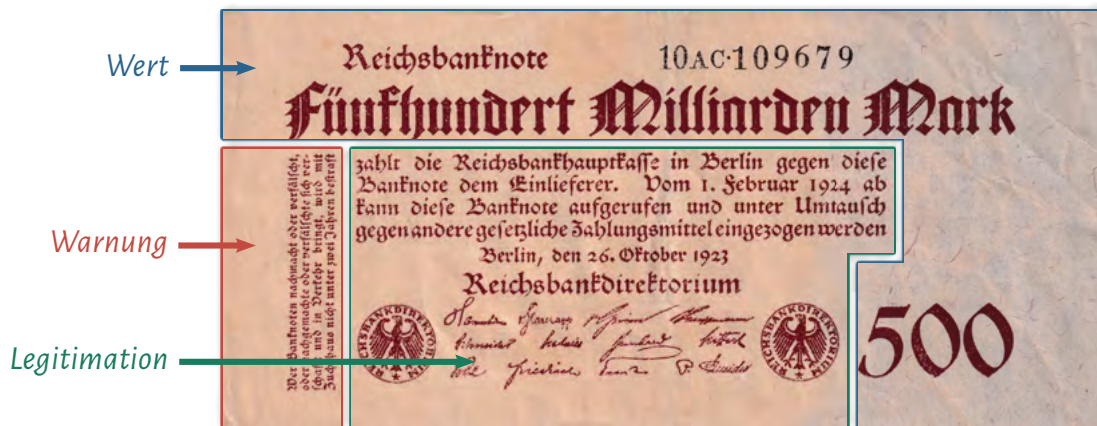 Wert
Reichsbanknote 10AC·109679
Fünfhundert Milliarden Mark
Warnung
Wer Banknoten nachmacht oder verfälscht,
oder nachgemachte oder verfälschte sich ver-
schafft und in Verkehr bringt, wird mit
Zuchthaus nicht unter zwei Jahren bestraft
zahlt die Reichsbankhauptkasse in Berlin gegen diese
Banknote dem Einlieferer. Vom 1. Februar 1924 ab
kann diese Banknote aufgerufen und unter Umtausch
gegen andere gesetzliche Zahlungsmittel eingezogen werden
Berlin, den 26. Oktober 1923
Reichsbankdirektorium
Legitimation
REICHSBANKDIREKTORIUM
REICHSBANKDIREKTORIUM
500